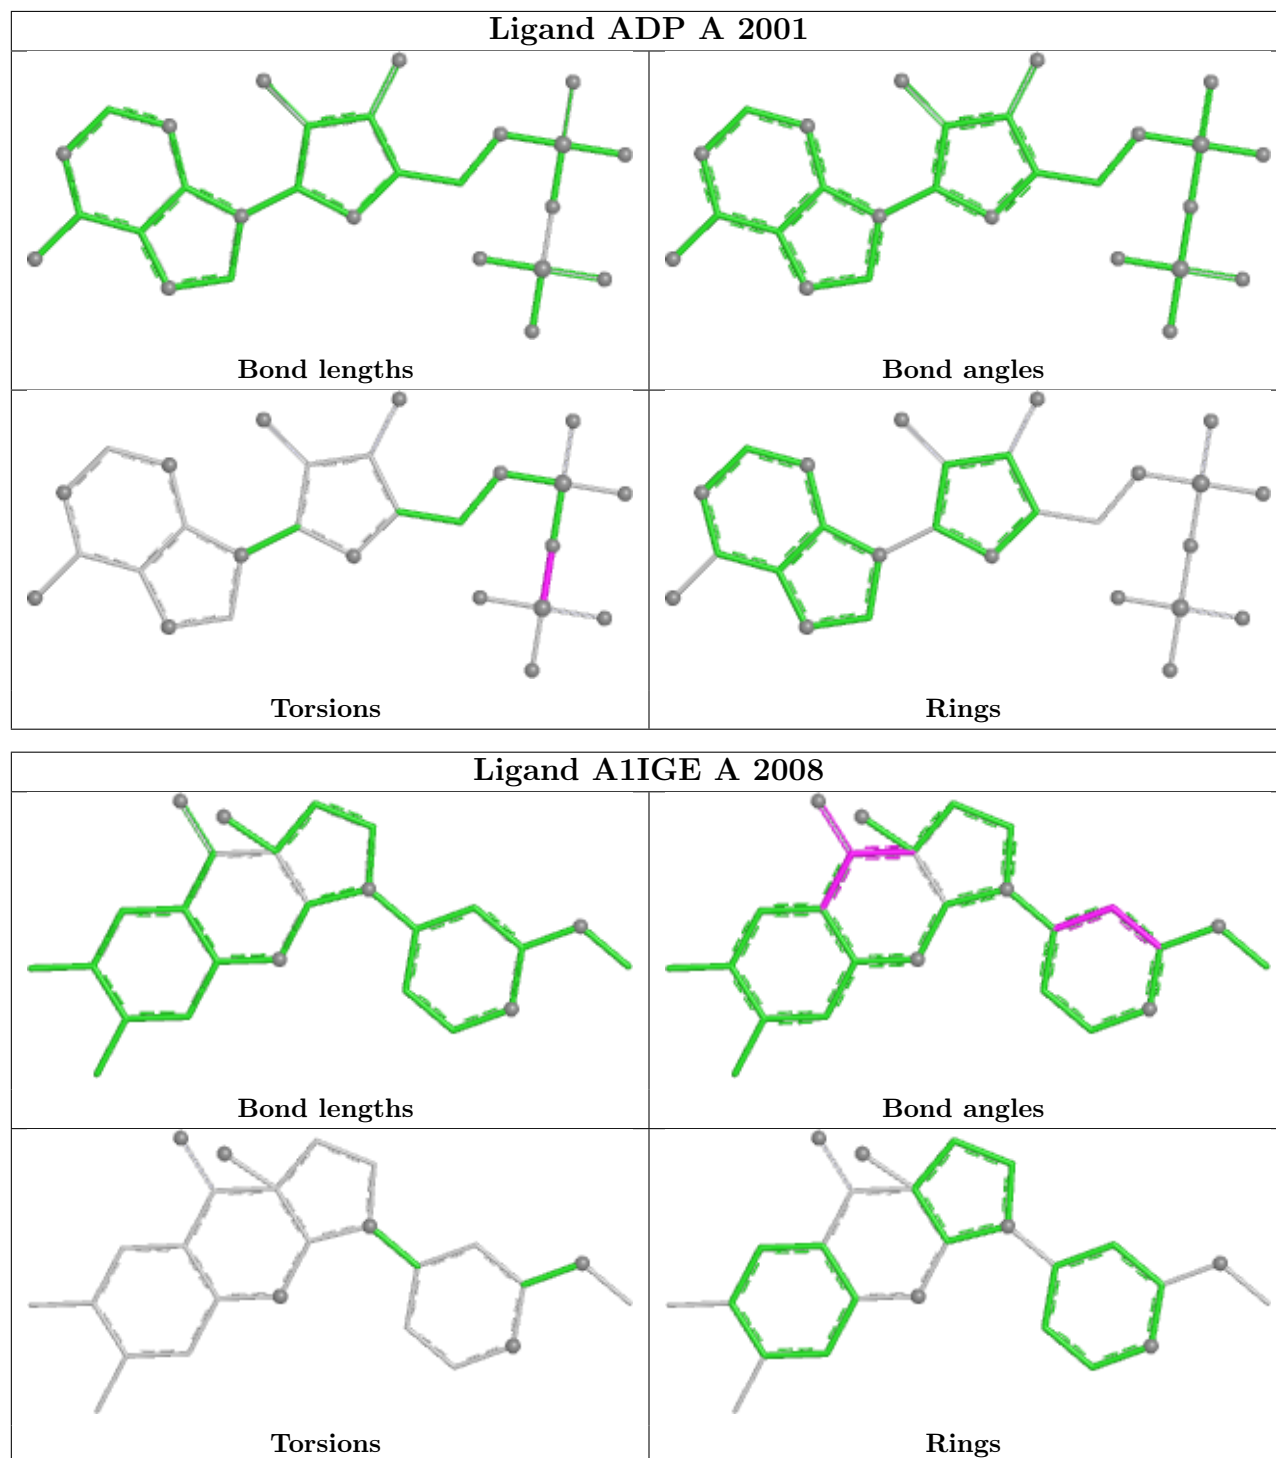 Ligand ADP A 2001
Bond lengths
Bond angles
Torsions
Rings
Ligand A1IGE A 2008
Bond lengths
Bond angles
Torsions
Rings